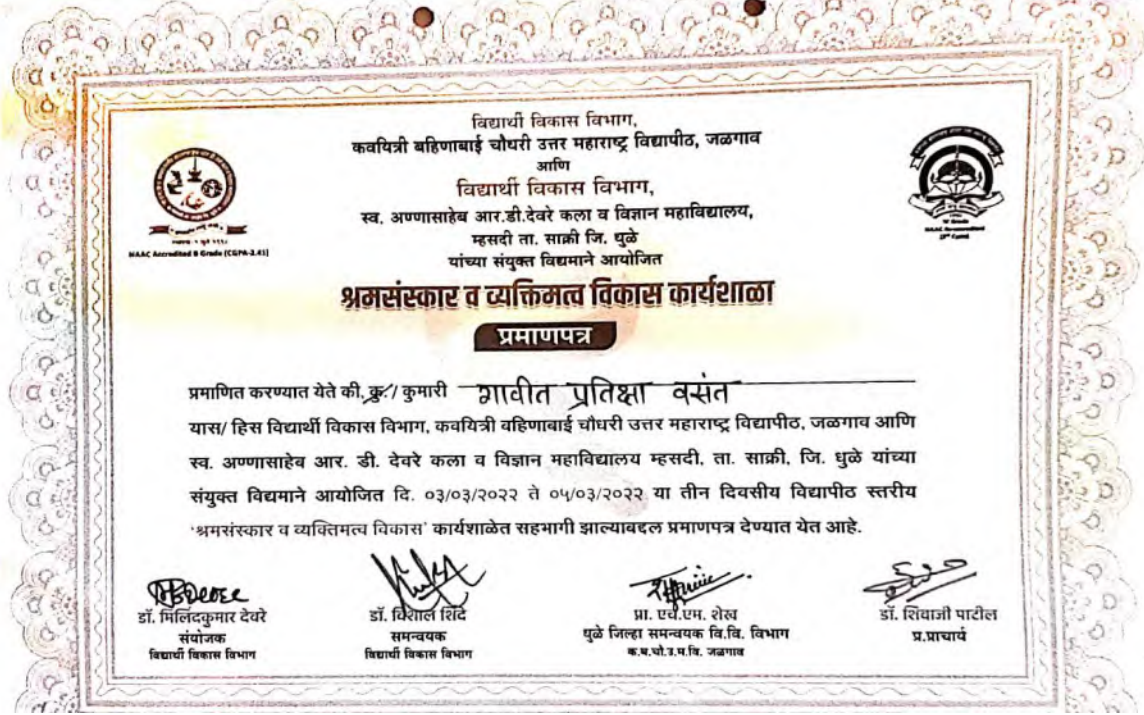 विद्यार्थी विकास विभाग,
कवयित्री बहिणाबाई चौधरी उत्तर महाराष्ट्र विद्यापीठ, जळगाव
आणि
विद्यार्थी विकास विभाग,
स्व. अण्णासाहेब आर.डी.देवरे कला व विज्ञान महाविद्यालय,
म्हसदी ता. साक्री जि. धुळे
यांच्या संयुक्त विद्यमाने आयोजित
NAAC Accredited B Grade (CGPA-2.41)
श्रमसंस्कार व व्यक्तिमत्व विकास कार्यशाळा
प्रमाणपत्र
प्रमाणित करण्यात येते की, कु./ कुमारी गावीत प्रतिक्षा वसंत
यास/ हिस विद्यार्थी विकास विभाग, कवयित्री बहिणाबाई चौधरी उत्तर महाराष्ट्र विद्यापीठ, जळगाव आणि
स्व. अण्णासाहेब आर. डी. देवरे कला व विज्ञान महाविद्यालय म्हसदी, ता. साक्री, जि. धुळे यांच्या
संयुक्त विद्यमाने आयोजित दि. ०३/०३/२०२२ ते ०५/०३/२०२२ या तीन दिवसीय विद्यापीठ स्तरीय
'श्रमसंस्कार व व्यक्तिमत्व विकास' कार्यशाळेत सहभागी झाल्याबद्दल प्रमाणपत्र देण्यात येत आहे.
डॉ. मिलिंदकुमार देवरे
संयोजक
विद्यार्थी विकास विभाग
डॉ. विशाल शिंदे
समन्वयक
विद्यार्थी विकास विभाग
प्रा. एच.एम. शेख
धुळे जिल्हा समन्वयक वि.वि. विभाग
क.ब.चौ.उ.म.वि. जळगाव
डॉ. शिवाजी पाटील
प्र.प्राचार्य